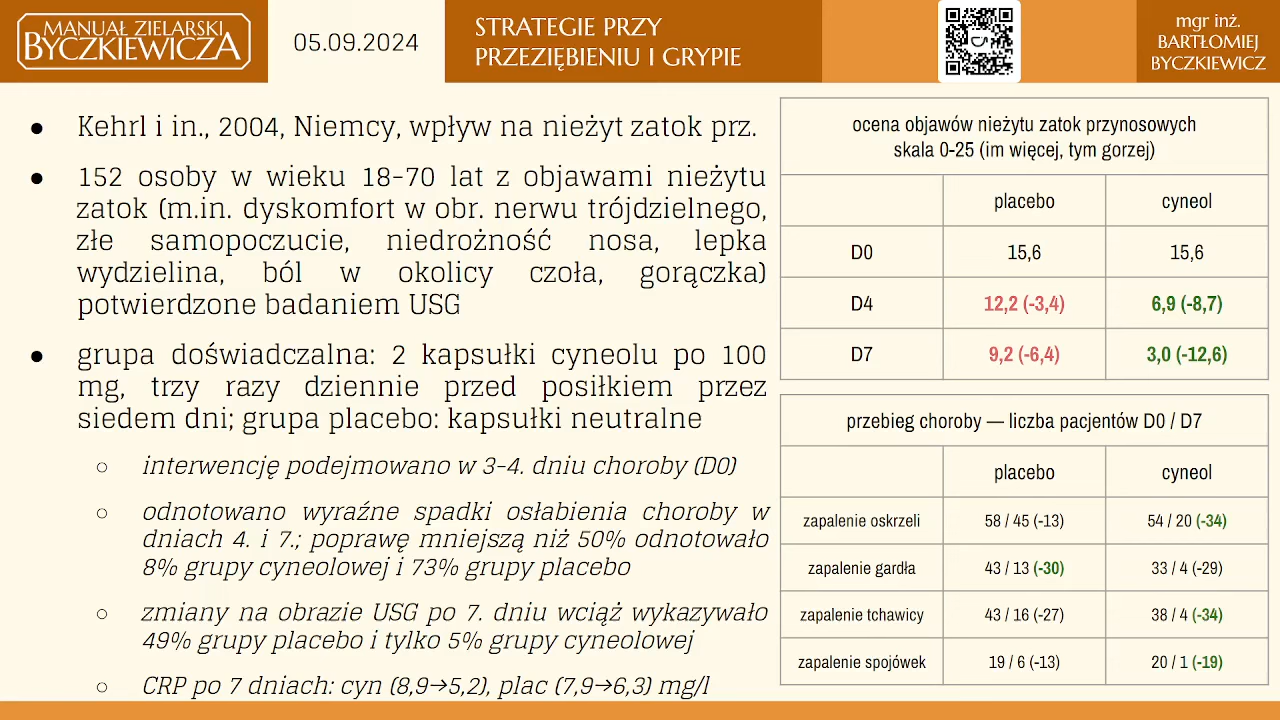 MANUAŁ ZIELARSKI
BYCZKIEWICZA
05.09.2024
STRATEGIE PRZY
PRZEZIĘBIENIU I GRYPIE
mgr inż.
BARTŁOMIEJ
BYCZKIEWICZ
● Kehrl i in., 2004, Niemcy, wpływ na nieżyt zatok prz.
● 152 osoby w wieku 18-70 lat z objawami nieżytu
zatok (m.in. dyskomfort w obr. nerwu trójdzielnego,
złe samopoczucie, niedrożność nosa, lepka
wydzielina, ból w okolicy czoła, gorączka)
potwierdzone badaniem USG
● grupa doświadczalna: 2 kapsułki cyneolu po 100
mg, trzy razy dziennie przed posiłkiem przez
siedem dni; grupa placebo: kapsułki neutralne
○ interwencję podejmowano w 3-4. dniu choroby (D0)
○ odnotowano wyraźne spadki osłabienia choroby w
dniach 4. i 7.; poprawę mniejszą niż 50% odnotowało
8% grupy cyneolowej i 73% grupy placebo
○ zmiany na obrazie USG po 7. dniu wciąż wykazywało
49% grupy placebo i tylko 5% grupy cyneolowej
○ CRP po 7 dniach: cyn (8,9→5,2), plac (7,9→6,3) mg/l
ocena objawów nieżytu zatok przynosowych
skala 0-25 (im więcej, tym gorzej)
placebo cyneol
D0 15,6 15,6
D4 12,2 (-3,4) 6,9 (-8,7)
D7 9,2 (-6,4) 3,0 (-12,6)
przebieg choroby — liczba pacjentów D0 / D7
placebo cyneol
zapalenie oskrzeli 58 / 45 (-13) 54 / 20 (-34)
zapalenie gardła 43 / 13 (-30) 33 / 4 (-29)
zapalenie tchawicy 43 / 16 (-27) 38 / 4 (-34)
zapalenie spojówek 19 / 6 (-13) 20 / 1 (-19)